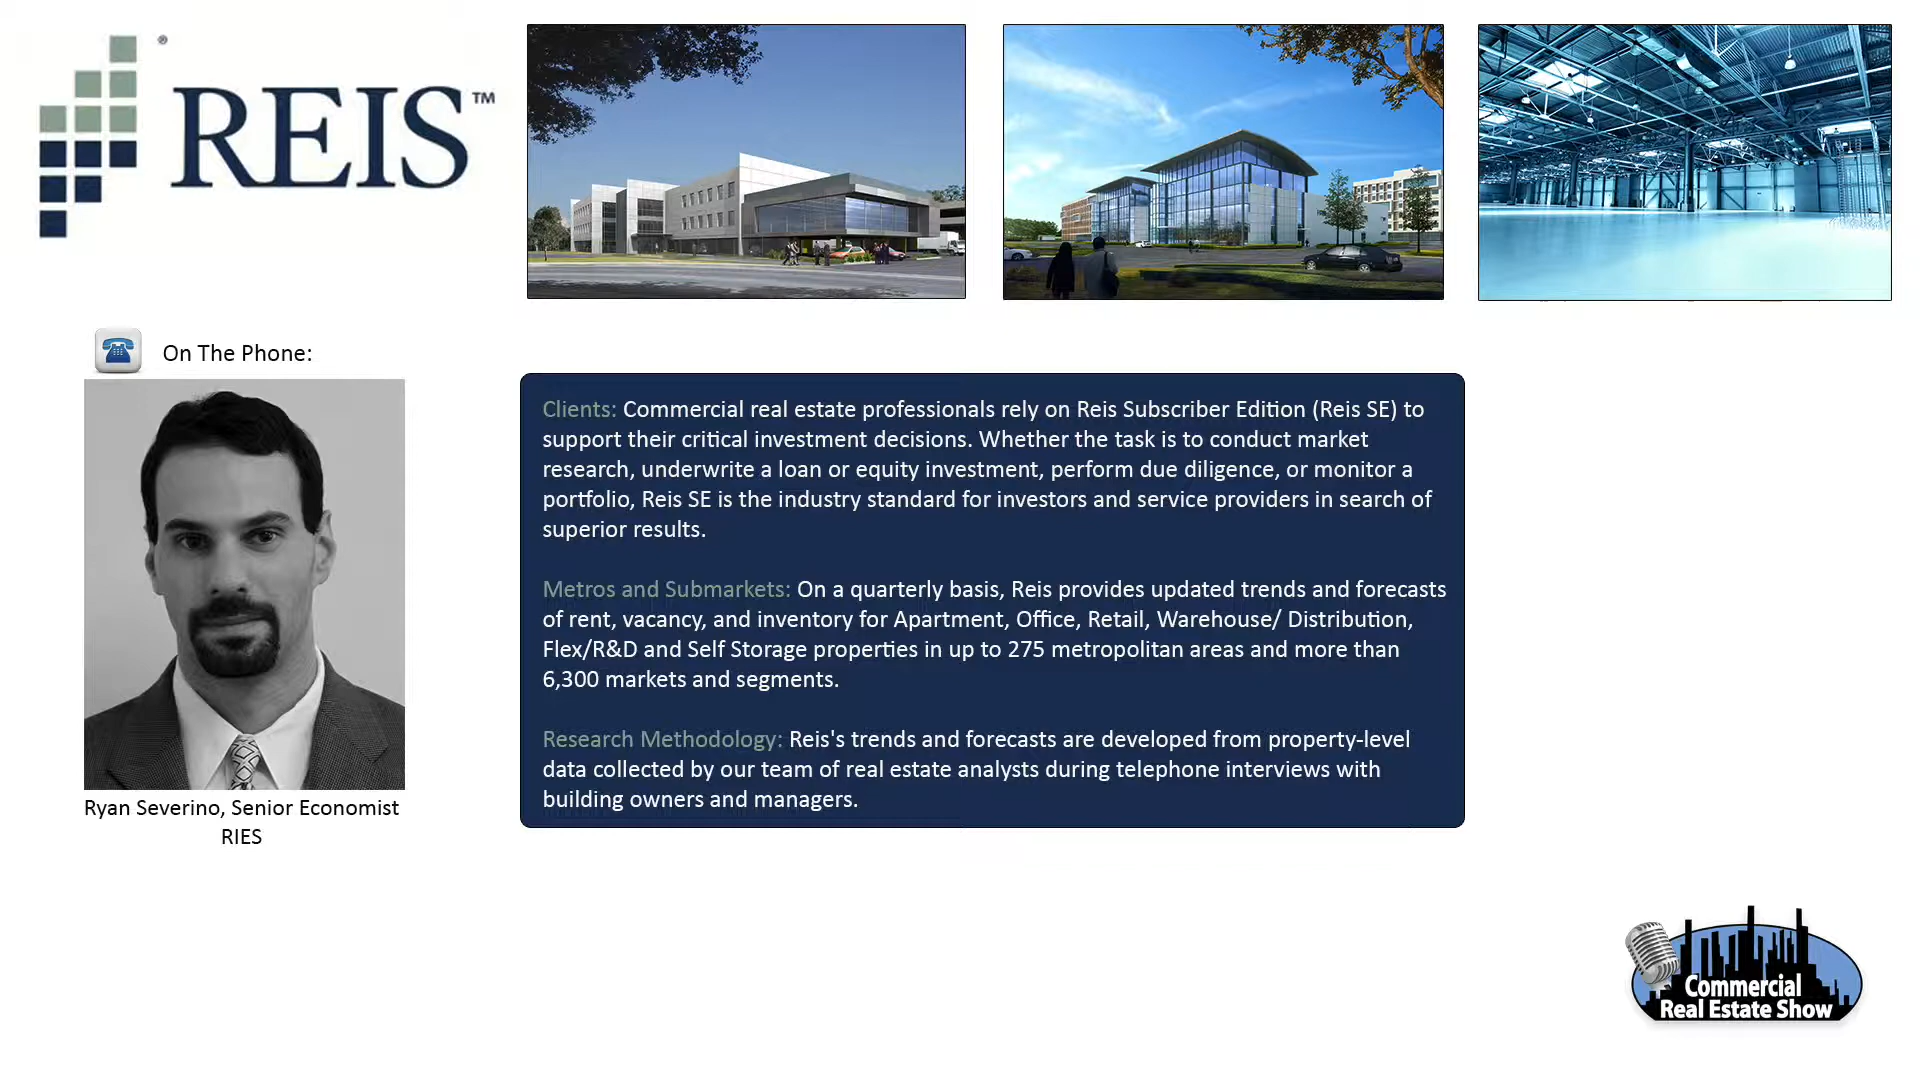 ® REIS™
On The Phone:
Ryan Severino, Senior Economist
RIES
Clients: Commercial real estate professionals rely on Reis Subscriber Edition (Reis SE) to
support their critical investment decisions. Whether the task is to conduct market
research, underwrite a loan or equity investment, perform due diligence, or monitor a
portfolio, Reis SE is the industry standard for investors and service providers in search of
superior results.
Metros and Submarkets: On a quarterly basis, Reis provides updated trends and forecasts
of rent, vacancy, and inventory for Apartment, Office, Retail, Warehouse/ Distribution,
Flex/R&D and Self Storage properties in up to 275 metropolitan areas and more than
6,300 markets and segments.
Research Methodology: Reis's trends and forecasts are developed from property-level
data collected by our team of real estate analysts during telephone interviews with
building owners and managers.
Commercial
Real Estate Show